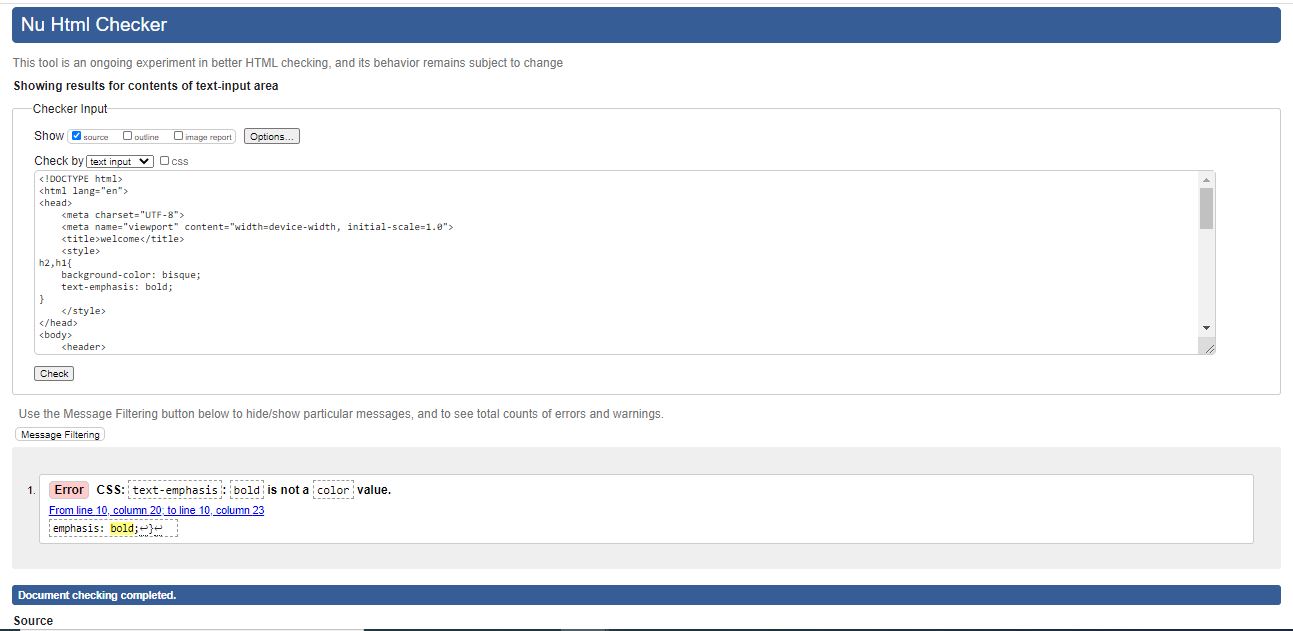 Nu Html Checker
This tool is an ongoing experiment in better HTML checking, and its behavior remains subject to change
Showing results for contents of text-input area
Checker Input
Show source outline image report Options...
Check by text input css
<!DOCTYPE html>
<html lang="en">
<head>
    <meta charset="UTF-8">
    <meta name="viewport" content="width=device-width, initial-scale=1.0">
    <title>welcome</title>
    <style>
h2,h1{
    background-color: bisque;
    text-emphasis: bold;
}
    </style>
</head>
<body>
    <header>
Check
Use the Message Filtering button below to hide/show particular messages, and to see total counts of errors and warnings.
Message Filtering
1. Error CSS: text-emphasis: bold is not a color value.
From line 10, column 20; to line 10, column 23
emphasis: bold;↩}↩
Document checking completed.
Source